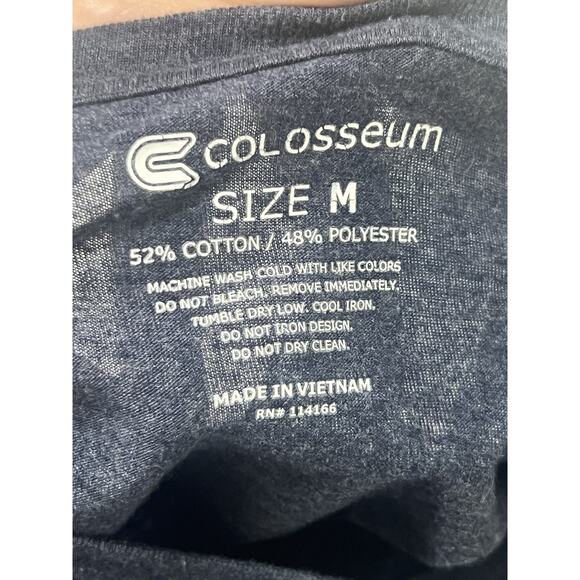 COLOSSEUM
SIZE M
52% COTTON / 48% POLYESTER
MACHINE WASH COLD WITH LIKE COLORS
DO NOT BLEACH. REMOVE IMMEDIATELY.
TUMBLE DRY LOW. COOL IRON.
DO NOT IRON DESIGN.
DO NOT DRY CLEAN.
MADE IN VIETNAM
RN# 114166